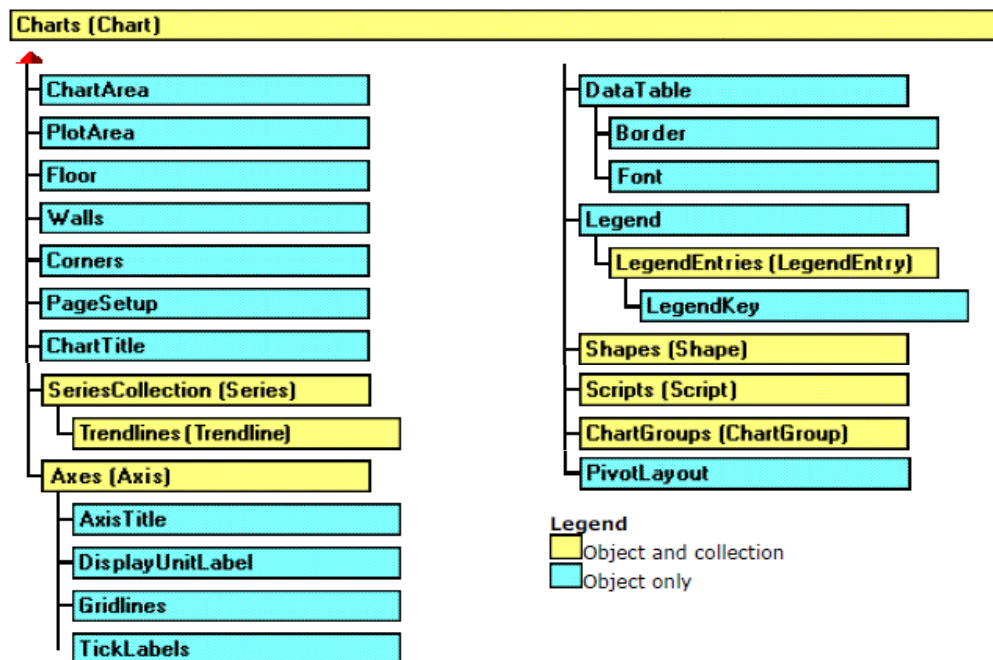 Charts (Chart)
ChartArea
PlotArea
Floor
Walls
Corners
PageSetup
ChartTitle
SeriesCollection (Series)
Trendlines (Trendline)
Axes (Axis)
AxisTitle
DisplayUnitLabel
Gridlines
TickLabels
DataTable
Border
Font
Legend
LegendEntries (LegendEntry)
LegendKey
Shapes (Shape)
Scripts (Script)
ChartGroups (ChartGroup)
PivotLayout
Legend
Object and collection
Object only